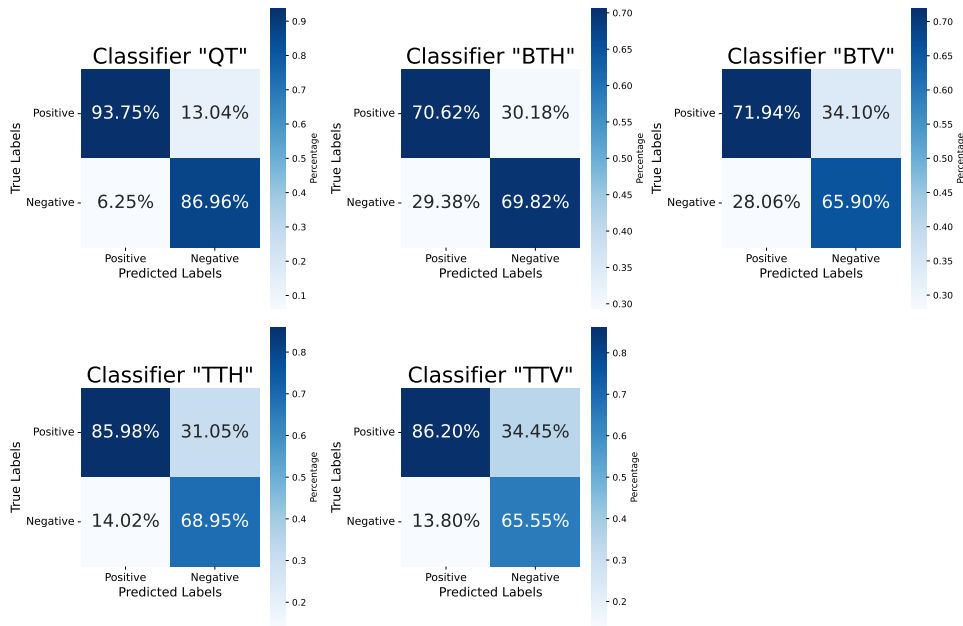 Classifier "QT"
True Labels
Positive
93.75%
13.04%
Negative
6.25%
86.96%
Positive
Negative
Predicted Labels
0.9
0.8
0.7
0.6
0.5
0.4
0.3
0.2
0.1
Percentage
Classifier "BTH"
True Labels
Positive
70.62%
30.18%
Negative
29.38%
69.82%
Positive
Negative
Predicted Labels
0.70
0.65
0.60
0.55
0.50
0.45
0.40
0.35
0.30
Percentage
Classifier "BTV"
True Labels
Positive
71.94%
34.10%
Negative
28.06%
65.90%
Positive
Negative
Predicted Labels
0.70
0.65
0.60
0.55
0.50
0.45
0.40
0.35
0.30
Percentage
Classifier "TTH"
True Labels
Positive
85.98%
31.05%
Negative
14.02%
68.95%
Positive
Negative
Predicted Labels
0.8
0.7
0.6
0.5
0.4
0.3
0.2
Percentage
Classifier "TTV"
True Labels
Positive
86.20%
34.45%
Negative
13.80%
65.55%
Positive
Negative
Predicted Labels
0.8
0.7
0.6
0.5
0.4
0.3
0.2
Percentage